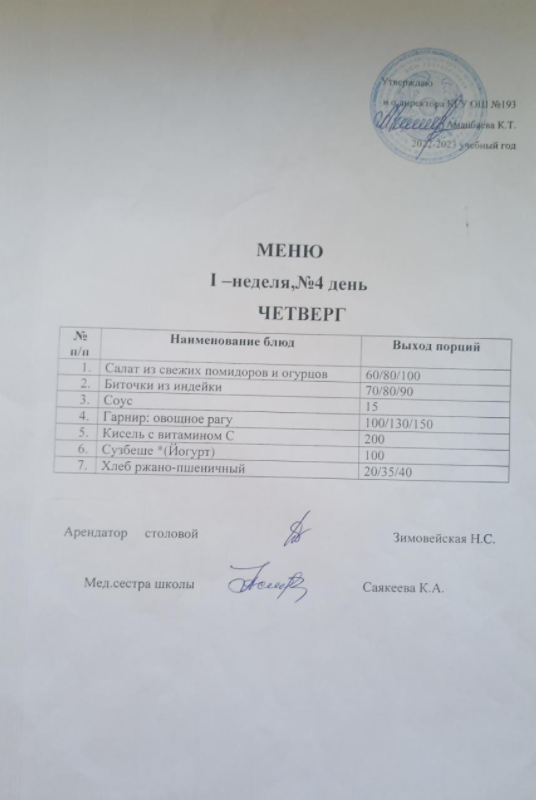 Утверждаю
и.о директора КГУ ОШ №193
Аманбаева К.Т.
2022-2023 учебный год
МЕНЮ
I –неделя,№4 день
ЧЕТВЕРГ
№ п/п Наименование блюд Выход порций
1. Салат из свежих помидоров и огурцов 60/80/100
2. Биточки из индейки 70/80/90
3. Соус 15
4. Гарнир: овощное рагу 100/130/150
5. Кисель с витамином С 200
6. Сузбеше *(Йогурт) 100
7. Хлеб ржано-пшеничный 20/35/40
Арендатор столовой Зимовейская Н.С.
Мед.сестра школы Саякеева К.А.